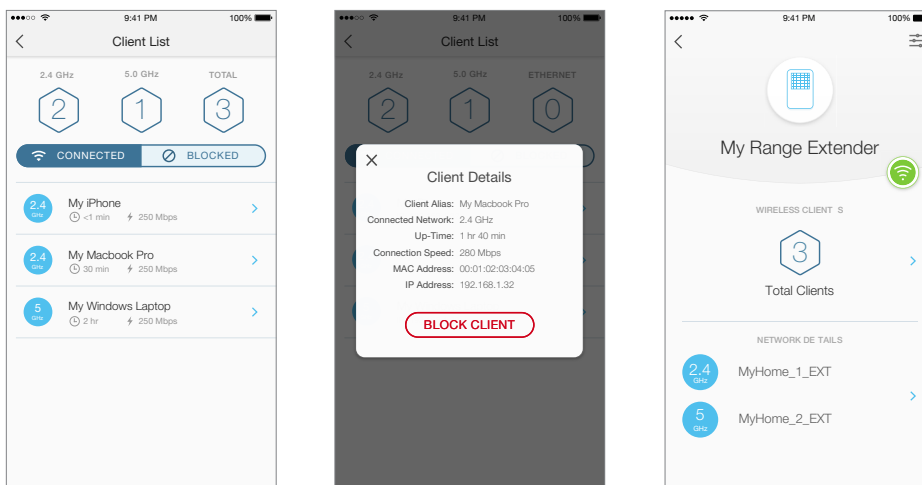 9:41 PM 100%
Client List
2.4 GHz 5.0 GHz TOTAL
2 1 3
CONNECTED BLOCKED
2.4 GHz My iPhone
<1 min 250 Mbps
2.4 GHz My Macbook Pro
30 min 250 Mbps
5 GHz My Windows Laptop
2 hr 250 Mbps
9:41 PM 100%
Client List
2.4 GHz 5.0 GHz ETHERNET
2 1 0
Client Details
Client Alias: My Macbook Pro
Connected Network: 2.4 GHz
Up-Time: 1 hr 40 min
Connection Speed: 280 Mbps
MAC Address: 00:01:02:03:04:05
IP Address: 192.168.1.32
BLOCK CLIENT
9:41 PM 100%
My Range Extender
WIRELESS CLIENT S
3
Total Clients
NETWORK DE TAILS
2.4 GHz MyHome_1_EXT
5 GHz MyHome_2_EXT